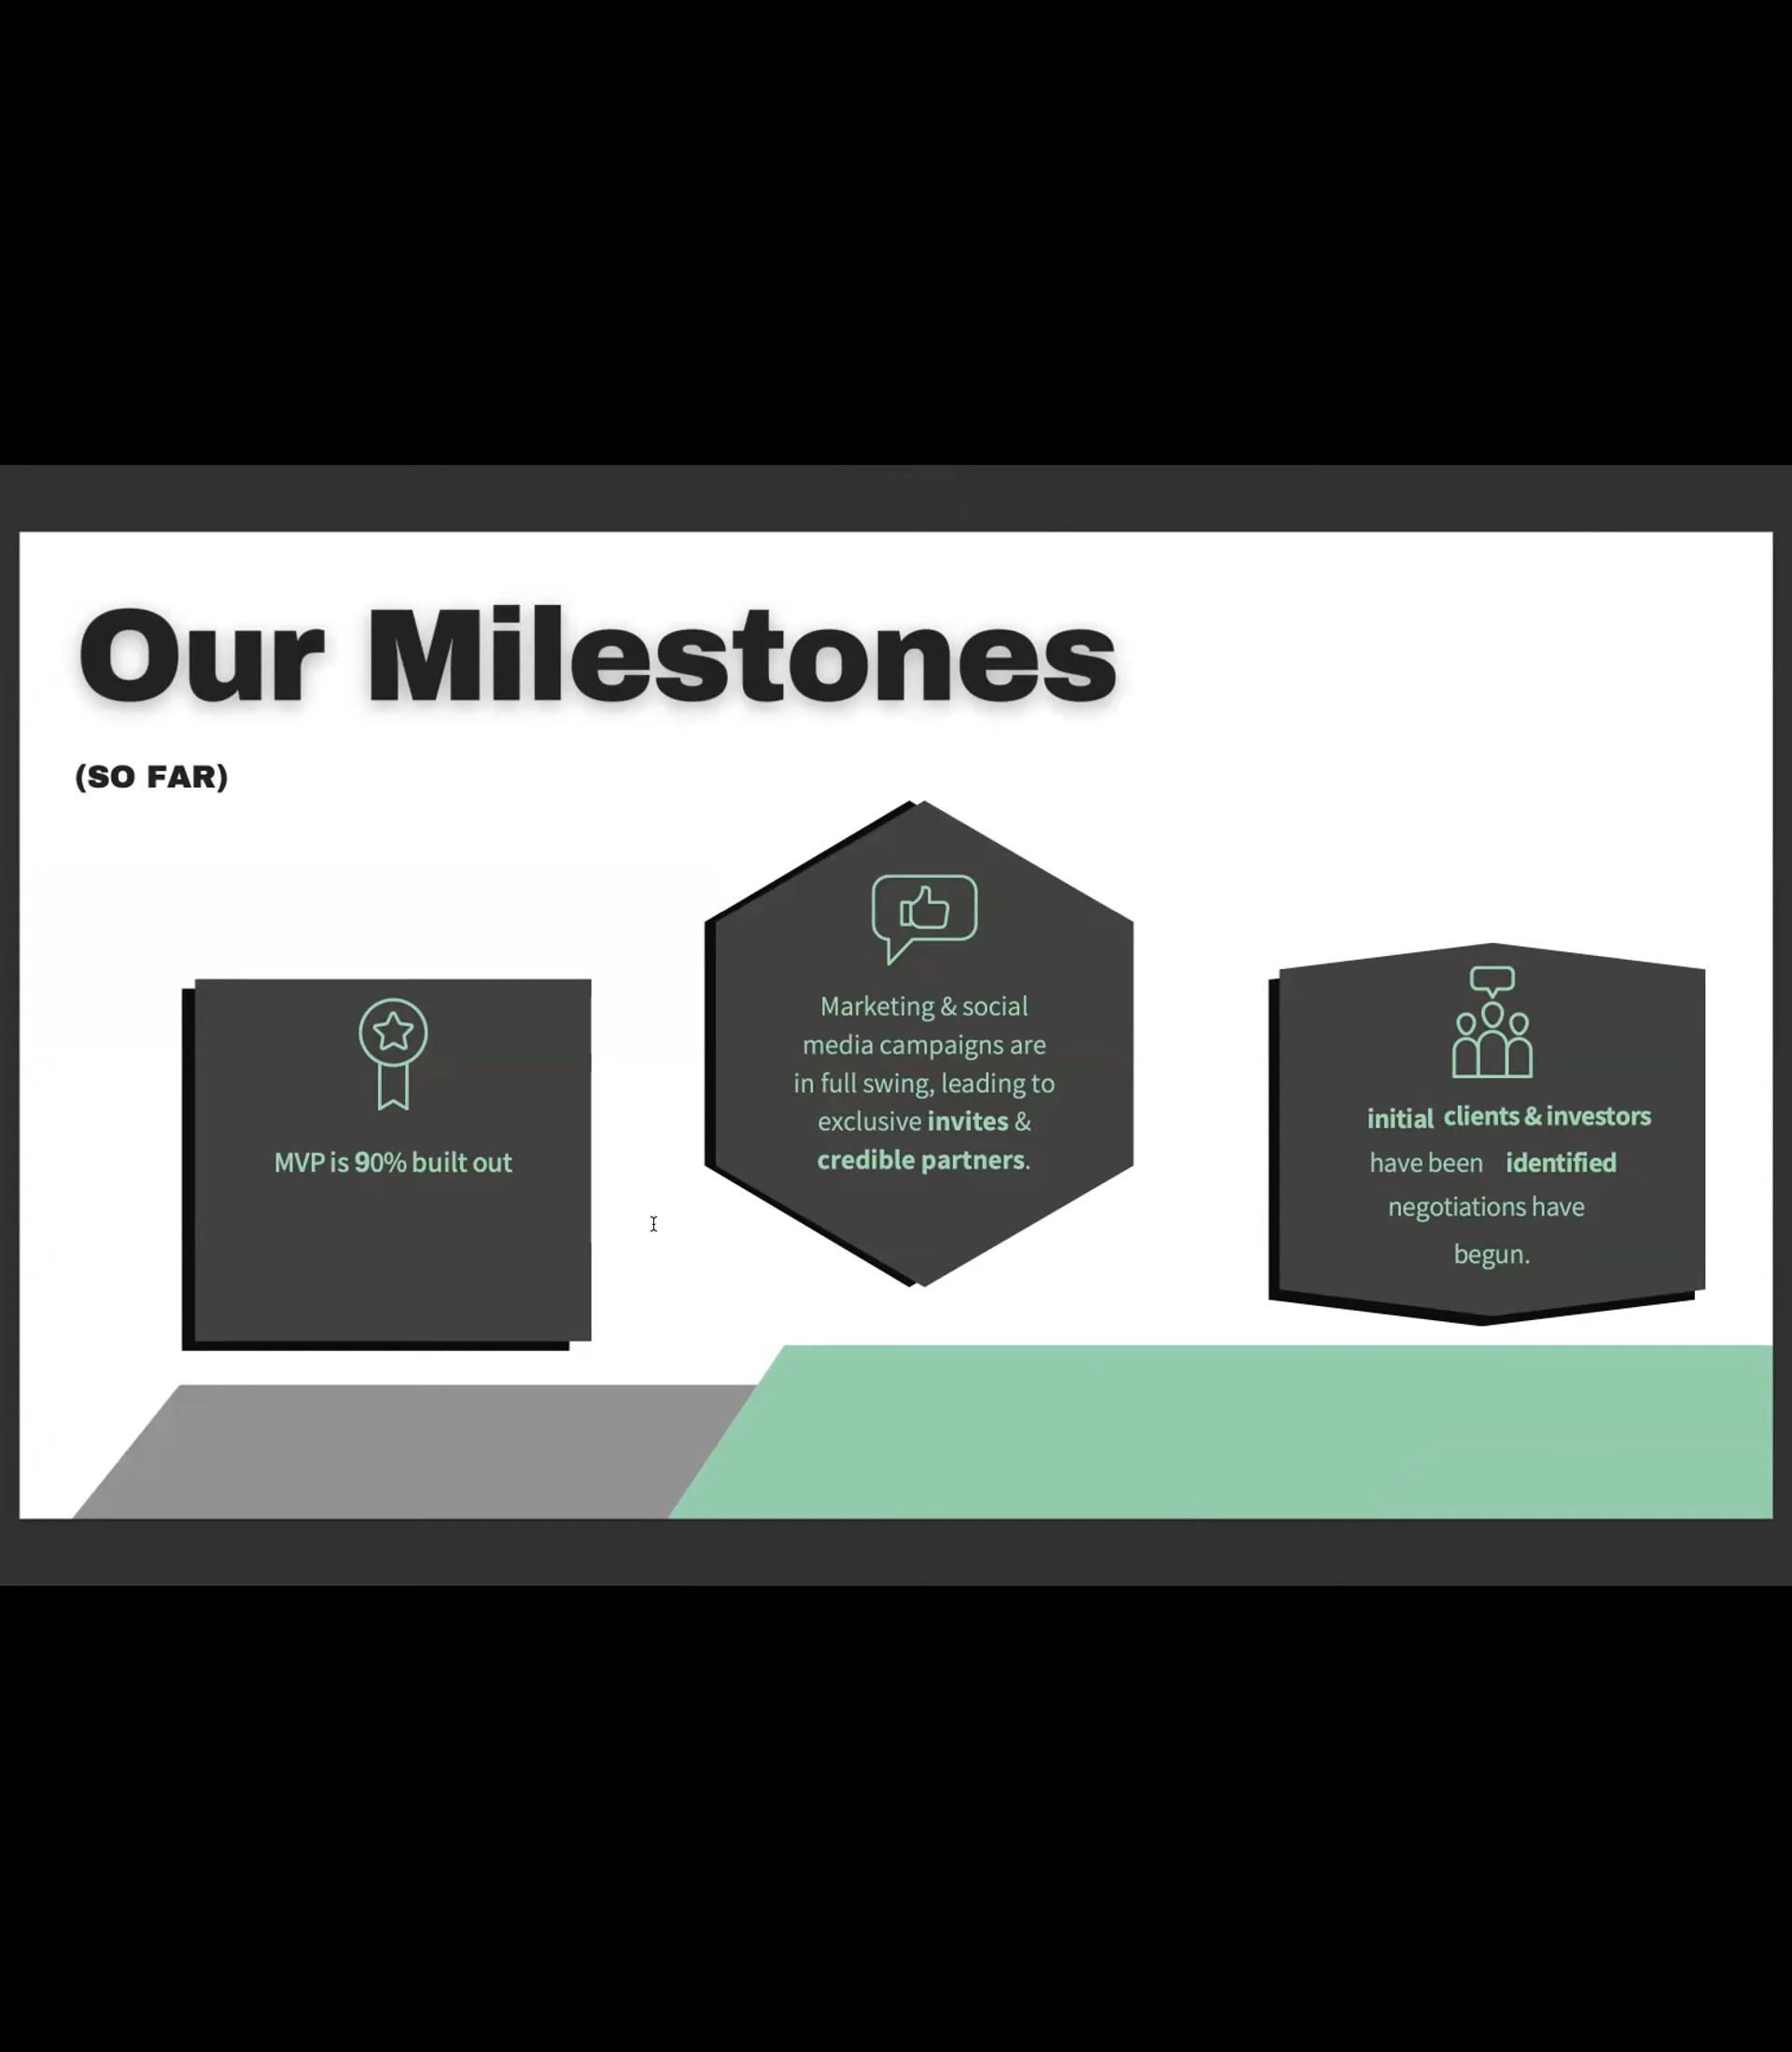 Our Milestones
(SO FAR)
MVP is 90% built out
Marketing & social
media campaigns are
in full swing, leading to
exclusive invites &
credible partners.
initial clients & investors
have been identified
negotiations have
begun.